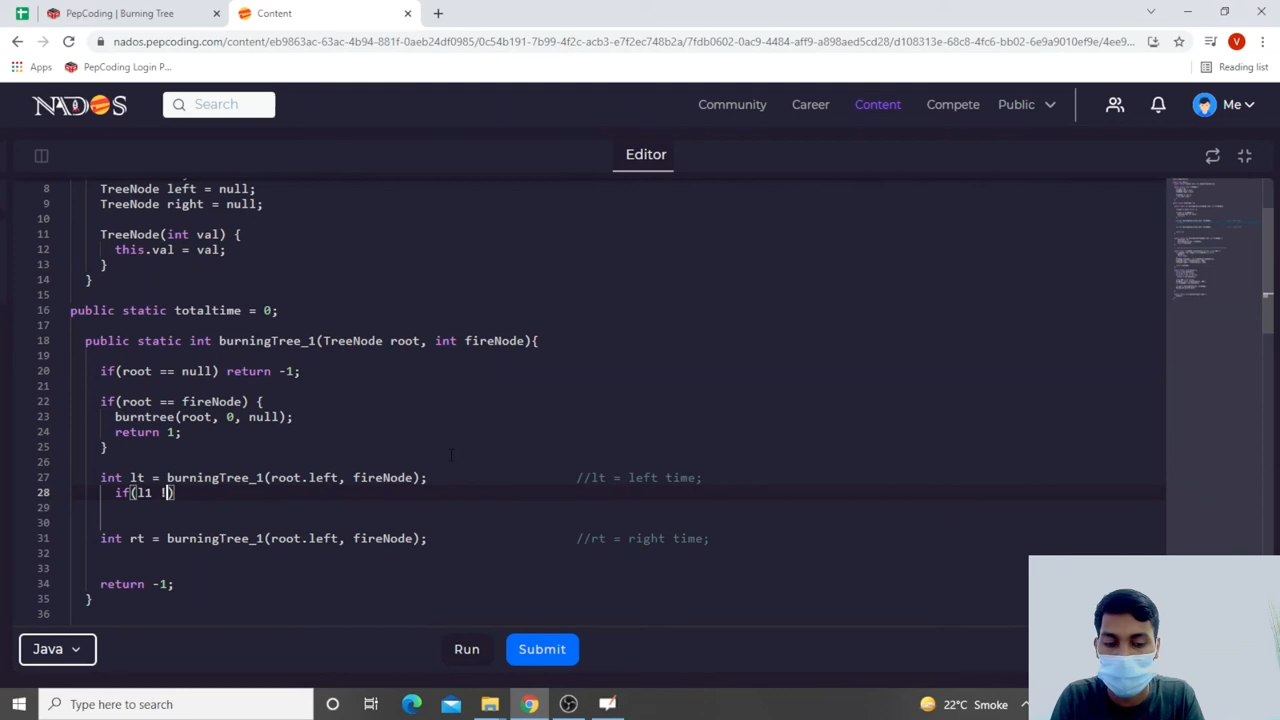 PepCoding | Burning Tree
Content
nados.pepcoding.com/content/eb9863ac-63ac-4b94-881f-0aeb24df0985/0c54b191-7b99-4f2c-acb3-e7f2ec748b2a/7fdb0602-0ac9-4484-aff9-a898aed5cd28/d108313e-68c8-4fc6-bb02-6e9a9010ef9e/4ee9...
Apps
PepCoding Login P...
Reading list
NADOS
Search
Community
Career
Content
Compete
Public
Me
Editor
8 TreeNode left = null;
9 TreeNode right = null;
10
11 TreeNode(int val) {
12 this.val = val;
13 }
14 }
15
16 public static totaltime = 0;
17
18 public static int burningTree_1(TreeNode root, int fireNode){
19
20 if(root == null) return -1;
21
22 if(root == fireNode) {
23 burntree(root, 0, null);
24 return 1;
25 }
26
27 int lt = burningTree_1(root.left, fireNode); //lt = left time;
28 if(l1 !)
29
30
31 int rt = burningTree_1(root.left, fireNode); //rt = right time;
32
33
34 return -1;
35 }
36
Java
Run
Submit
Type here to search
22°C Smoke